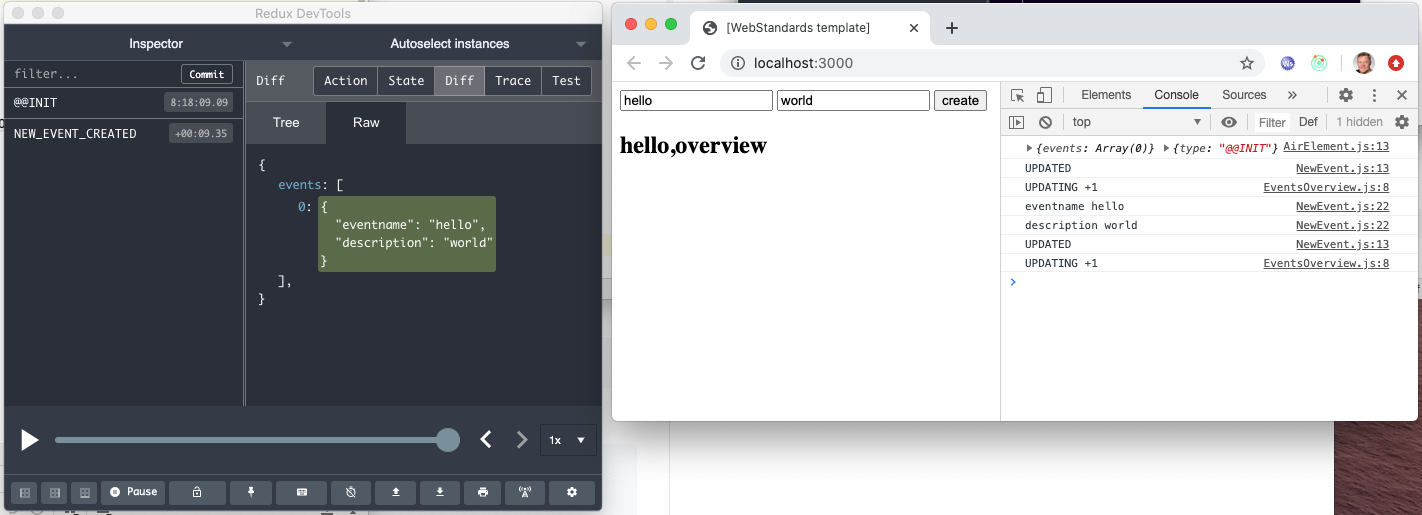 Redux DevTools
Inspector
Autoselect instances
filter...
Commit
Diff
Action
State
Diff
Trace
Test
@@INIT
8:18:09.09
NEW_EVENT_CREATED
+00:09.35
Tree
Raw
{
events: [
0: {
"eventname": "hello",
"description": "world"
}
],
}
1x
Pause
[WebStandards template]
localhost:3000
Ws
hello
world
create
hello,overview
Elements
Console
Sources
»
top
Filter
Def
1 hidden
{events: Array(0)} {type: "@@INIT"} AirElement.js:13
UPDATED NewEvent.js:13
UPDATING +1 EventsOverview.js:8
eventname hello NewEvent.js:22
description world NewEvent.js:22
UPDATED NewEvent.js:13
UPDATING +1 EventsOverview.js:8